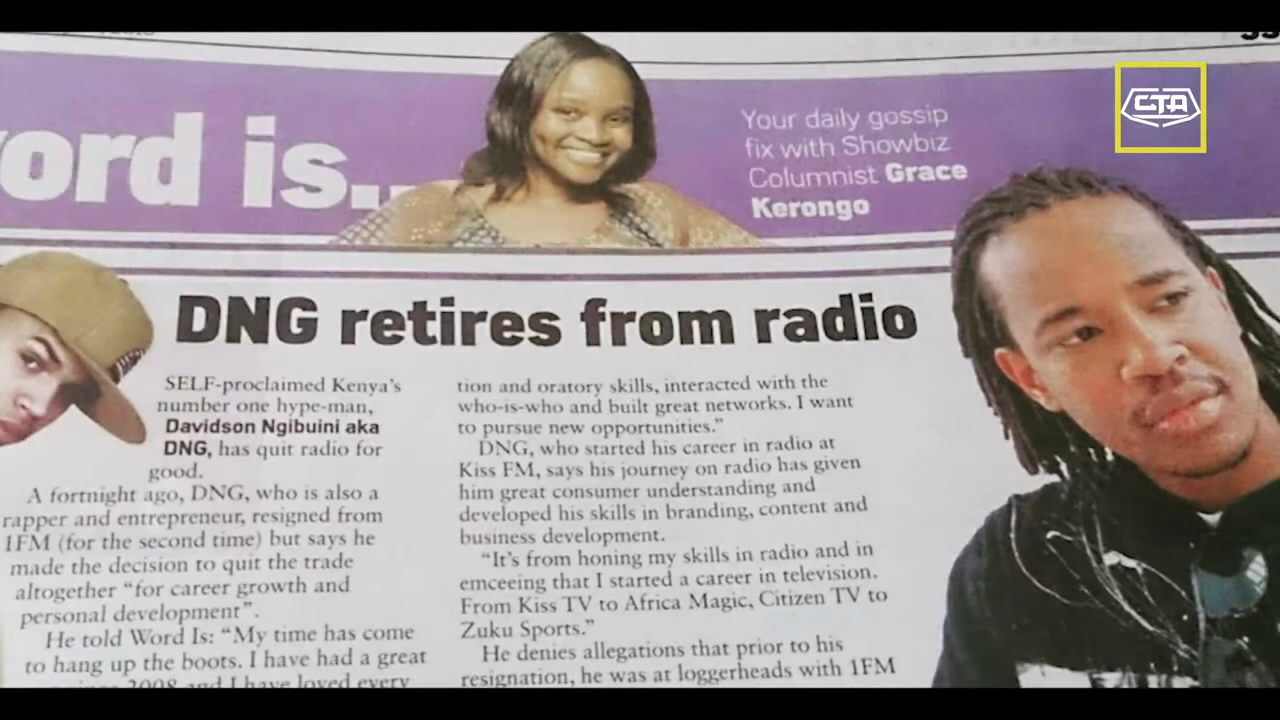 ord is..
Your daily gossip
fix with Showbiz
Columnist Grace
Kerongo
CTA
DNG retires from radio
SELF-proclaimed Kenya's
number one hype-man,
Davidson Ngibuini aka
DNG, has quit radio for
good.
A fortnight ago, DNG, who is also a
rapper and entrepreneur, resigned from
1FM (for the second time) but says he
made the decision to quit the trade
altogether “for career growth and
personal development”.
He told Word Is: “My time has come
to hang up the boots. I have had a great
2008 and I have loved every
tion and oratory skills, interacted with the
who-is-who and built great networks. I want
to pursue new opportunities.”
DNG, who started his career in radio at
Kiss FM, says his journey on radio has given
him great consumer understanding and
developed his skills in branding, content and
business development.
“It's from honing my skills in radio and in
emceeing that I started a career in television.
From Kiss TV to Africa Magic, Citizen TV to
Zuku Sports.”
He denies allegations that prior to his
resignation, he was at loggerheads with 1FM